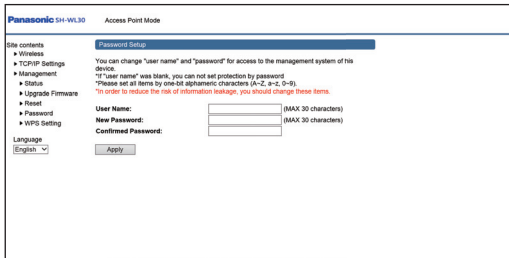 Panasonic SH-WL30 Access Point Mode
Site contents
Wireless
TCP/IP Settings
Management
Status
Upgrade Firmware
Reset
Password
WPS Setting
Language
English
Password Setup
You can change "user name" and "password" for access to the management system of his
device.
*If "user name" was blank, you can not set protection by password
*Please set all items by one-bit alphameric characters (A~Z, a~z, 0~9).
*In order to reduce the risk of information leakage, you should change these items.
User Name: (MAX 30 characters)
New Password: (MAX 30 characters)
Confirmed Password:
Apply